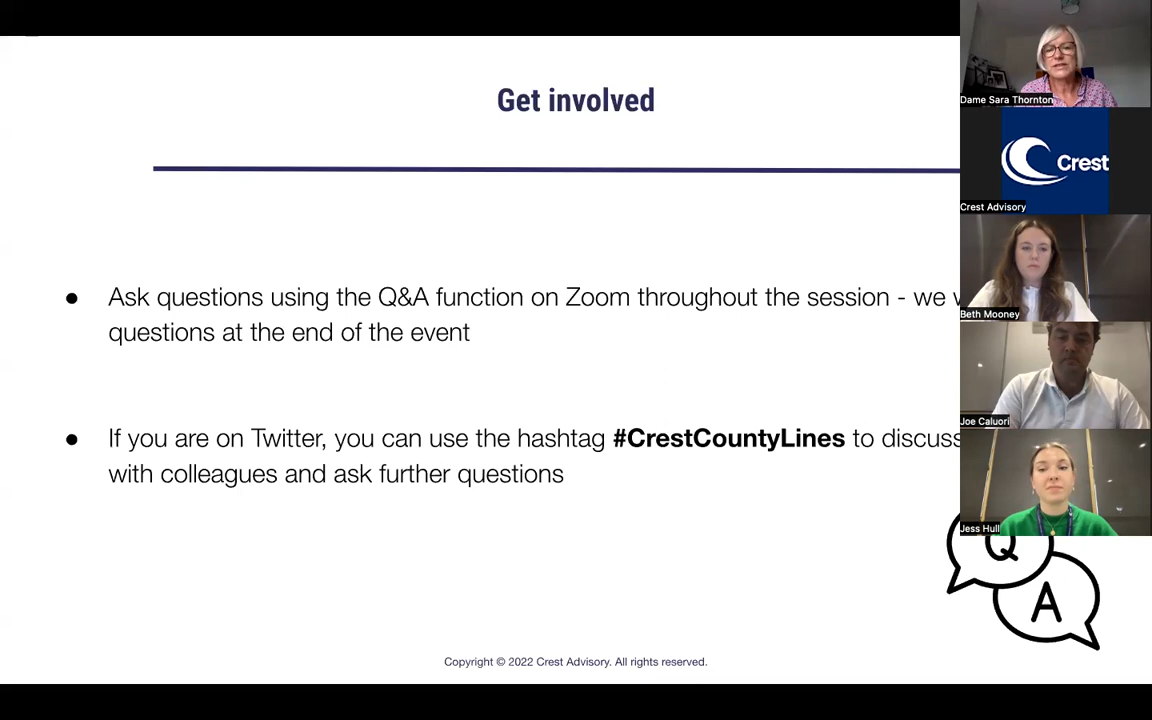 Get involved
● Ask questions using the Q&A function on Zoom throughout the session - we
questions at the end of the event
● If you are on Twitter, you can use the hashtag #CrestCountyLines to discuss
with colleagues and ask further questions
Q
A
Copyright © 2022 Crest Advisory. All rights reserved.
Dame Sara Thornton
Crest
Crest Advisory
Beth Mooney
Joe Caluori
Jess Hull